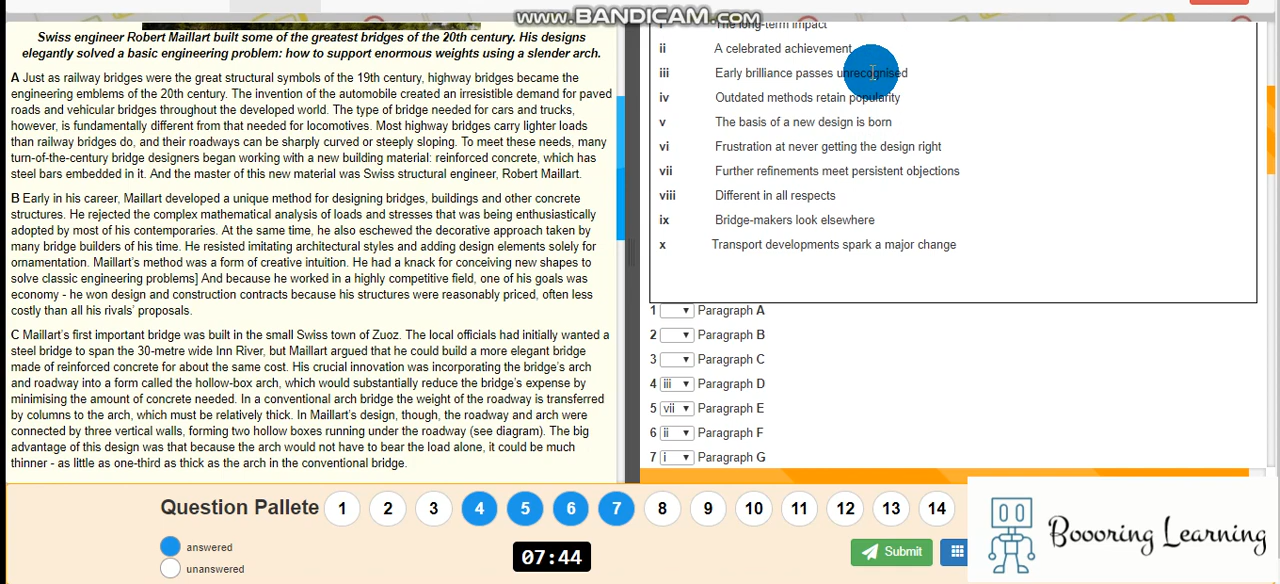 www.BANDICAM.com
Swiss engineer Robert Maillart built some of the greatest bridges of the 20th century. His designs
elegantly solved a basic engineering problem: how to support enormous weights using a slender arch.
A Just as railway bridges were the great structural symbols of the 19th century, highway bridges became the
engineering emblems of the 20th century. The invention of the automobile created an irresistible demand for paved
roads and vehicular bridges throughout the developed world. The type of bridge needed for cars and trucks,
however, is fundamentally different from that needed for locomotives. Most highway bridges carry lighter loads
than railway bridges do, and their roadways can be sharply curved or steeply sloping. To meet these needs, many
turn-of-the-century bridge designers began working with a new building material: reinforced concrete, which has
steel bars embedded in it. And the master of this new material was Swiss structural engineer, Robert Maillart.
B Early in his career, Maillart developed a unique method for designing bridges, buildings and other concrete
structures. He rejected the complex mathematical analysis of loads and stresses that was being enthusiastically
adopted by most of his contemporaries. At the same time, he also eschewed the decorative approach taken by
many bridge builders of his time. He resisted imitating architectural styles and adding design elements solely for
ornamentation. Maillart's method was a form of creative intuition. He had a knack for conceiving new shapes to
solve classic engineering problems] And because he worked in a highly competitive field, one of his goals was
economy - he won design and construction contracts because his structures were reasonably priced, often less
costly than all his rivals' proposals.
C Maillart's first important bridge was built in the small Swiss town of Zuoz. The local officials had initially wanted a
steel bridge to span the 30-metre wide Inn River, but Maillart argued that he could build a more elegant bridge
made of reinforced concrete for about the same cost. His crucial innovation was incorporating the bridge's arch
and roadway into a form called the hollow-box arch, which would substantially reduce the bridge's expense by
minimising the amount of concrete needed. In a conventional arch bridge the weight of the roadway is transferred
by columns to the arch, which must be relatively thick. In Maillart's design, though, the roadway and arch were
connected by three vertical walls, forming two hollow boxes running under the roadway (see diagram). The big
advantage of this design was that because the arch would not have to bear the load alone, it could be much
thinner - as little as one-third as thick as the arch in the conventional bridge.
i The long-term impact
ii A celebrated achievement
iii Early brilliance passes unrecognised
iv Outdated methods retain popularity
v The basis of a new design is born
vi Frustration at never getting the design right
vii Further refinements meet persistent objections
viii Different in all respects
ix Bridge-makers look elsewhere
x Transport developments spark a major change
1 Paragraph A
2 Paragraph B
3 Paragraph C
4 iii Paragraph D
5 vii Paragraph E
6 ii Paragraph F
7 i Paragraph G
Question Pallete 1 2 3 4 5 6 7 8 9 10 11 12 13 14
answered
unanswered
07:44
Submit
Boooring Learning